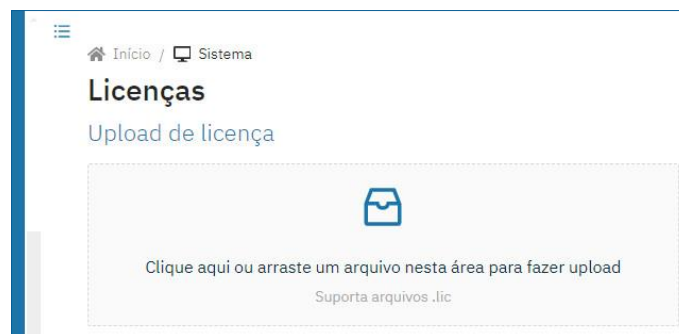 Início / Sistema
Licenças
Upload de licença
Clique aqui ou arraste um arquivo nesta área para fazer upload
Suporta arquivos .lic